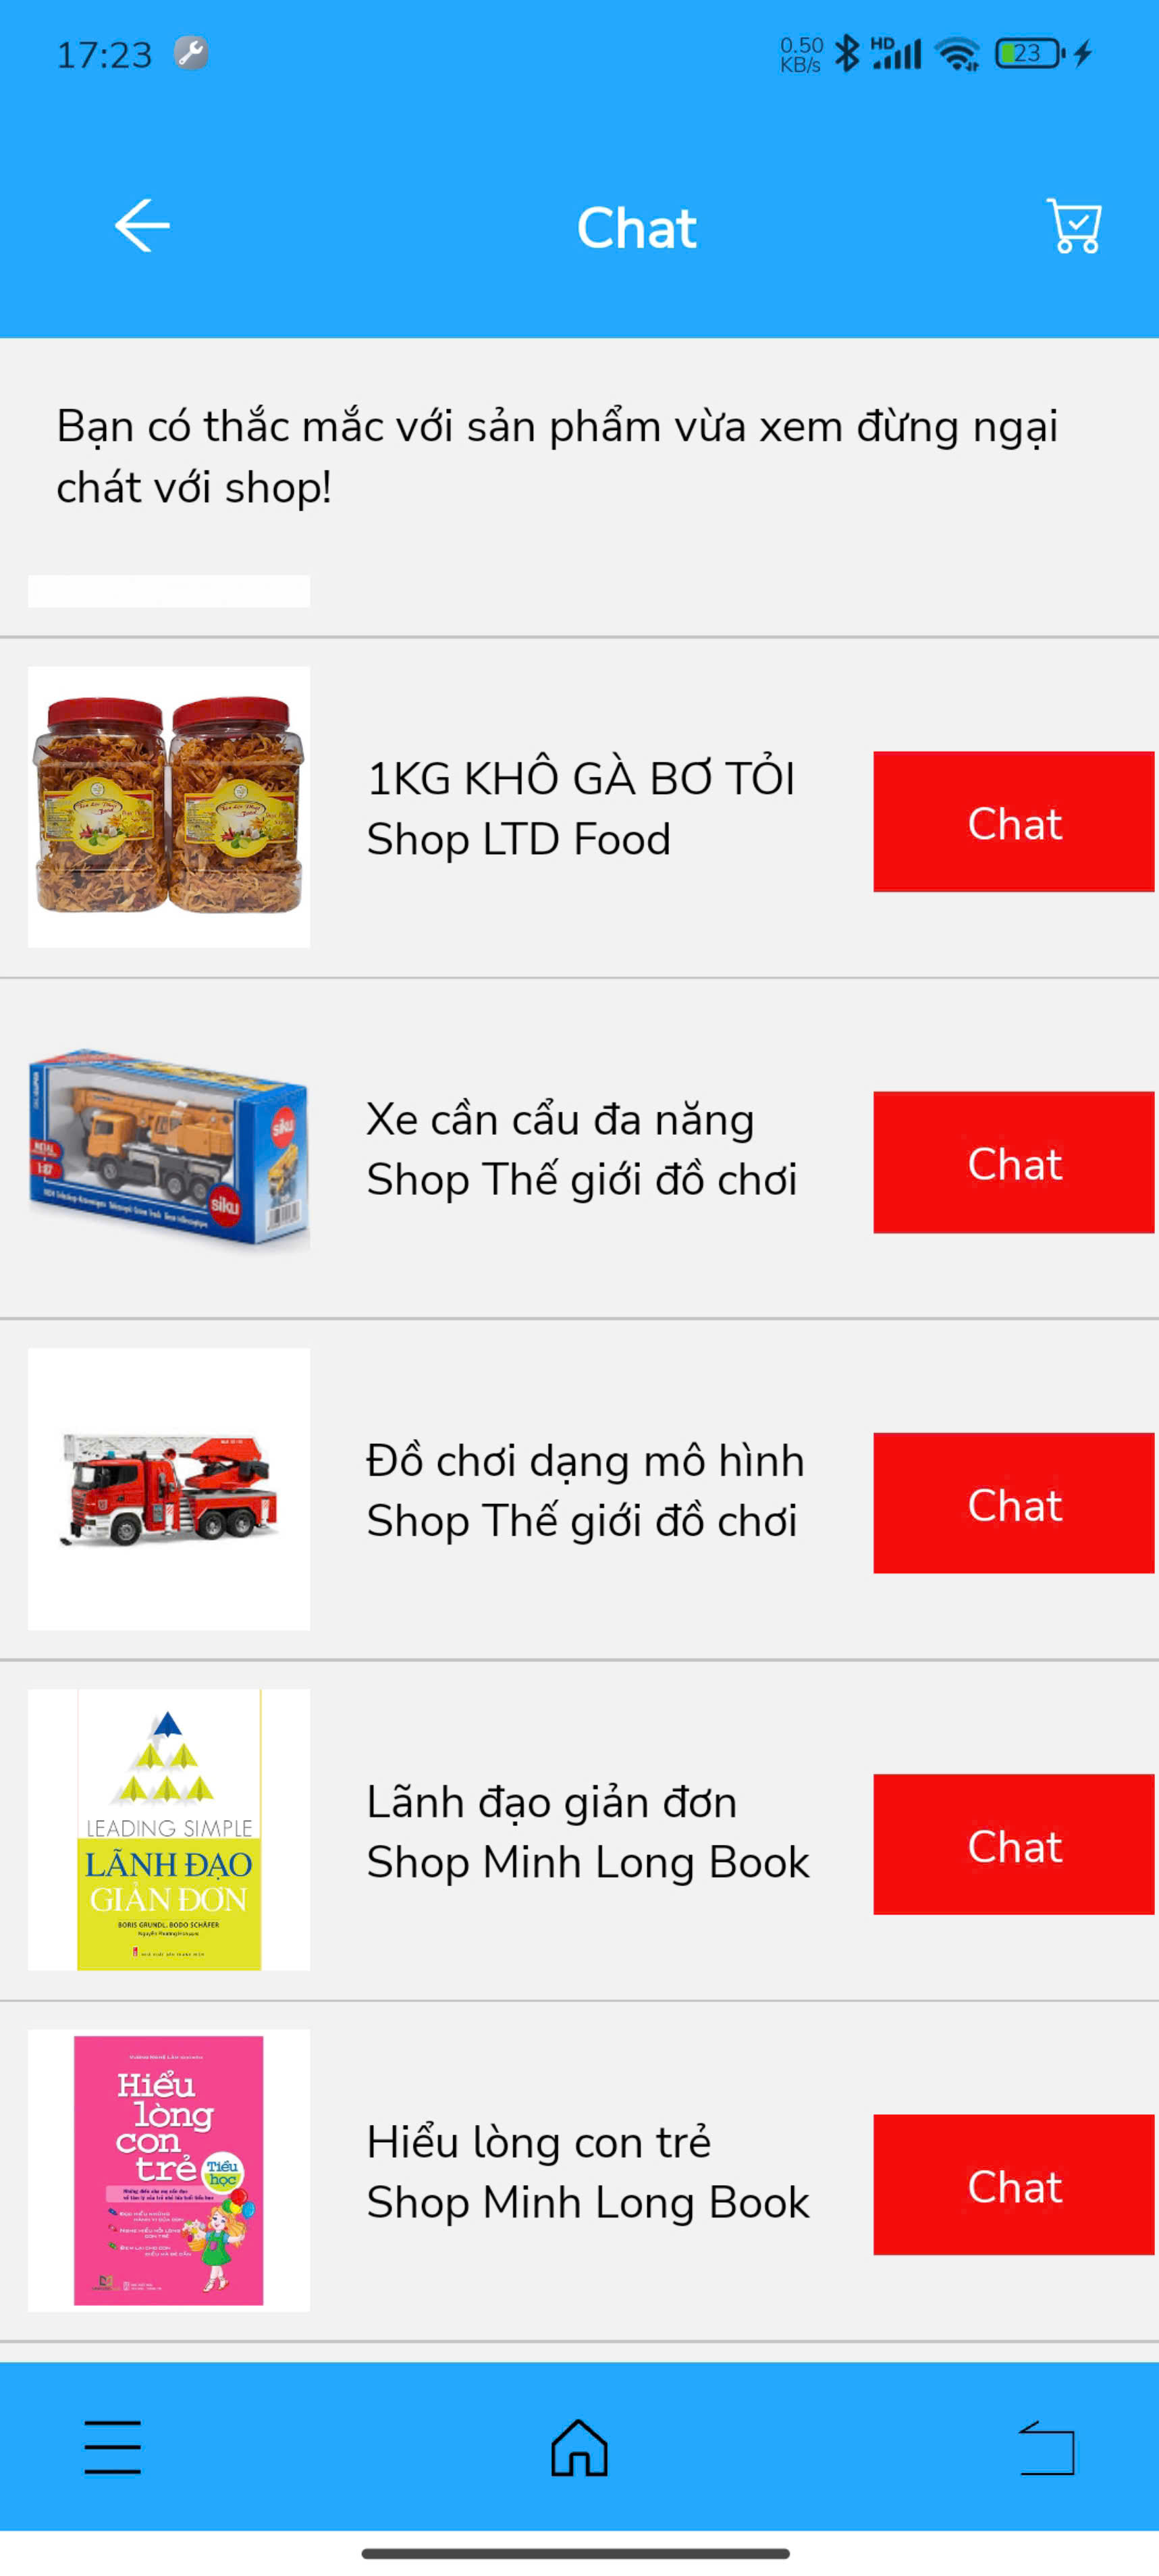 17:23
0.50
KB/s
HD
23
Chat
Bạn có thắc mắc với sản phẩm vừa xem đừng ngại
chát với shop!
1KG KHÔ GÀ BƠ TỎI
Shop LTD Food
Chat
siku
1:87
siku
Xe cần cẩu đa năng
Shop Thế giới đồ chơi
Chat
Đồ chơi dạng mô hình
Shop Thế giới đồ chơi
Chat
LEADING SIMPLE
LÃNH ĐẠO
GIẢN ĐƠN
BORIS GRUNDL, BODO SCHÄFER
Lãnh đạo giản đơn
Shop Minh Long Book
Chat
Hiểu
lòng
con
trẻ
Tiểu
học
Hiểu lòng con trẻ
Shop Minh Long Book
Chat